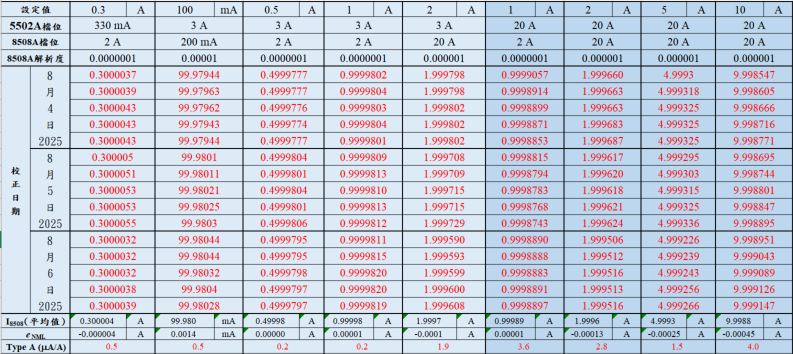 設定值 0.3 A 100 mA 0.5 A 1 A 2 A 1 A 2 A 5 A 10 A
5502A檔位 330 mA 3 A 3 A 3 A 3 A 20 A 20 A 20 A 20 A
8508A檔位 2 A 200 mA 2 A 2 A 20 A 2 A 20 A 20 A 20 A
8508A解析度 0.0000001 0.00001 0.0000001 0.0000001 0.000001 0.0000001 0.000001 0.000001 0.000001
校正日期
8 0.3000037 99.97944 0.4999777 0.9999802 1.999798 0.9999057 1.999660 4.9993 9.998547
月 0.3000039 99.97963 0.4999777 0.9999804 1.999798 0.9998914 1.999663 4.999318 9.998605
4 0.3000043 99.97962 0.4999776 0.9999803 1.999802 0.9998899 1.999663 4.999325 9.998666
日 0.3000043 99.97943 0.4999774 0.9999804 1.999802 0.9998871 1.999683 4.999325 9.998716
2025 0.3000043 99.97944 0.4999777 0.9999801 1.999802 0.9998853 1.999687 4.999325 9.998771
8 0.300005 99.9801 0.4999804 0.9999809 1.999708 0.9998815 1.999617 4.999295 9.998695
月 0.3000051 99.98011 0.4999801 0.9999813 1.999709 0.9998794 1.999620 4.999303 9.998744
5 0.3000053 99.98021 0.4999804 0.9999810 1.999715 0.9998783 1.999618 4.999315 9.998801
日 0.3000053 99.98025 0.4999801 0.9999813 1.999715 0.9998768 1.999621 4.999325 9.998847
2025 0.3000055 99.9803 0.4999806 0.9999812 1.999729 0.9998743 1.999624 4.999336 9.998895
8 0.3000032 99.98044 0.4999795 0.9999811 1.999590 0.9998890 1.999506 4.999226 9.998951
月 0.3000032 99.98044 0.4999795 0.9999815 1.999593 0.9998888 1.999512 4.999239 9.999043
6 0.3000032 99.98032 0.4999798 0.9999820 1.999599 0.9998883 1.999516 4.999243 9.999089
日 0.3000038 99.9804 0.4999797 0.9999820 1.999600 0.9998891 1.999513 4.999256 9.999126
2025 0.3000039 99.98028 0.4999797 0.9999819 1.999608 0.9998897 1.999516 4.999266 9.999147
I8508(平均值) 0.300004 A 99.980 mA 0.49998 A 0.99998 A 1.9997 A 0.99989 A 1.9996 A 4.9993 A 9.9988 A
e NML -0.000004 A 0.0014 mA 0.00000 A 0.00001 A -0.0001 A 0.00001 A -0.00013 A -0.00025 A -0.00045 A
Type A (μA/A) 0.5 0.5 0.2 0.2 1.9 3.6 2.8 1.5 4.0